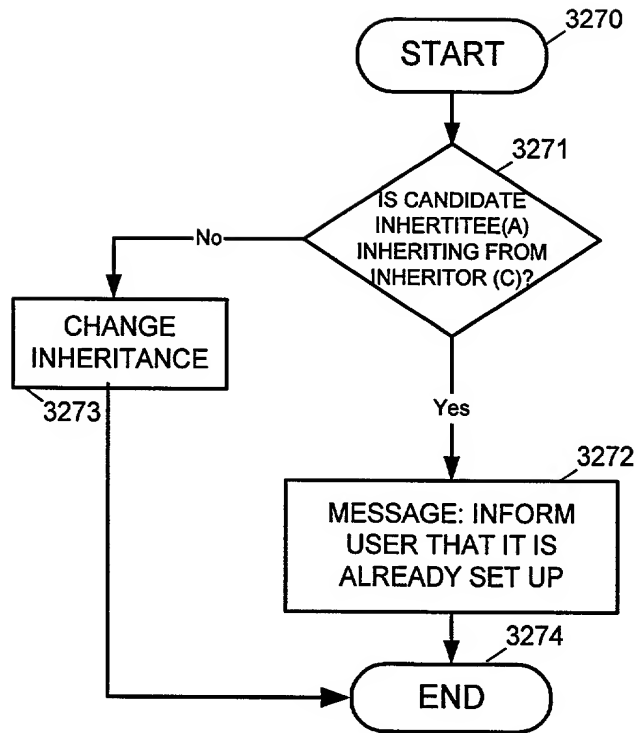 3270
START
3271
IS CANDIDATE
INHERTITEE(A)
INHERITING FROM
INHERITOR (C)?
No
CHANGE
INHERITANCE
3273
Yes
3272
MESSAGE: INFORM
USER THAT IT IS
ALREADY SET UP
3274
END